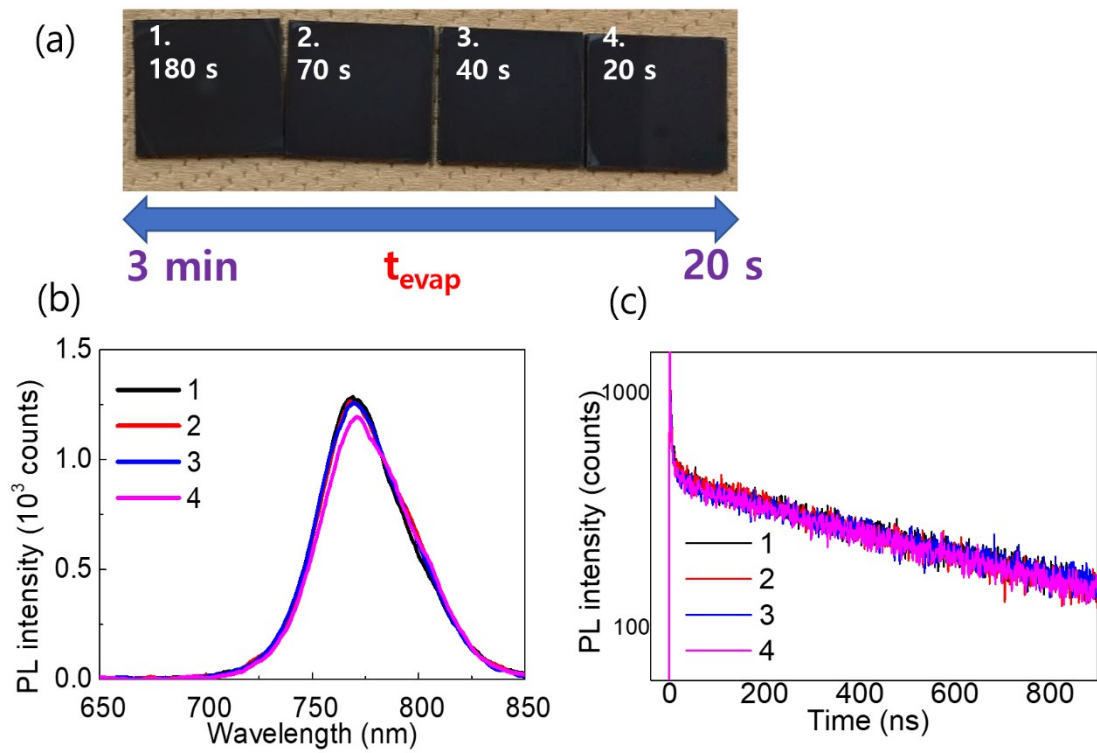 (a)
1.
180 s
2.
70 s
3.
40 s
4.
20 s
3 min
t_evap
20 s
(b)
PL intensity (10³ counts)
1.5
1.0
0.5
0.0
1
2
3
4
650
700
750
800
850
Wavelength (nm)
(c)
PL intensity (counts)
1000
100
1
2
3
4
0
200
400
600
800
Time (ns)